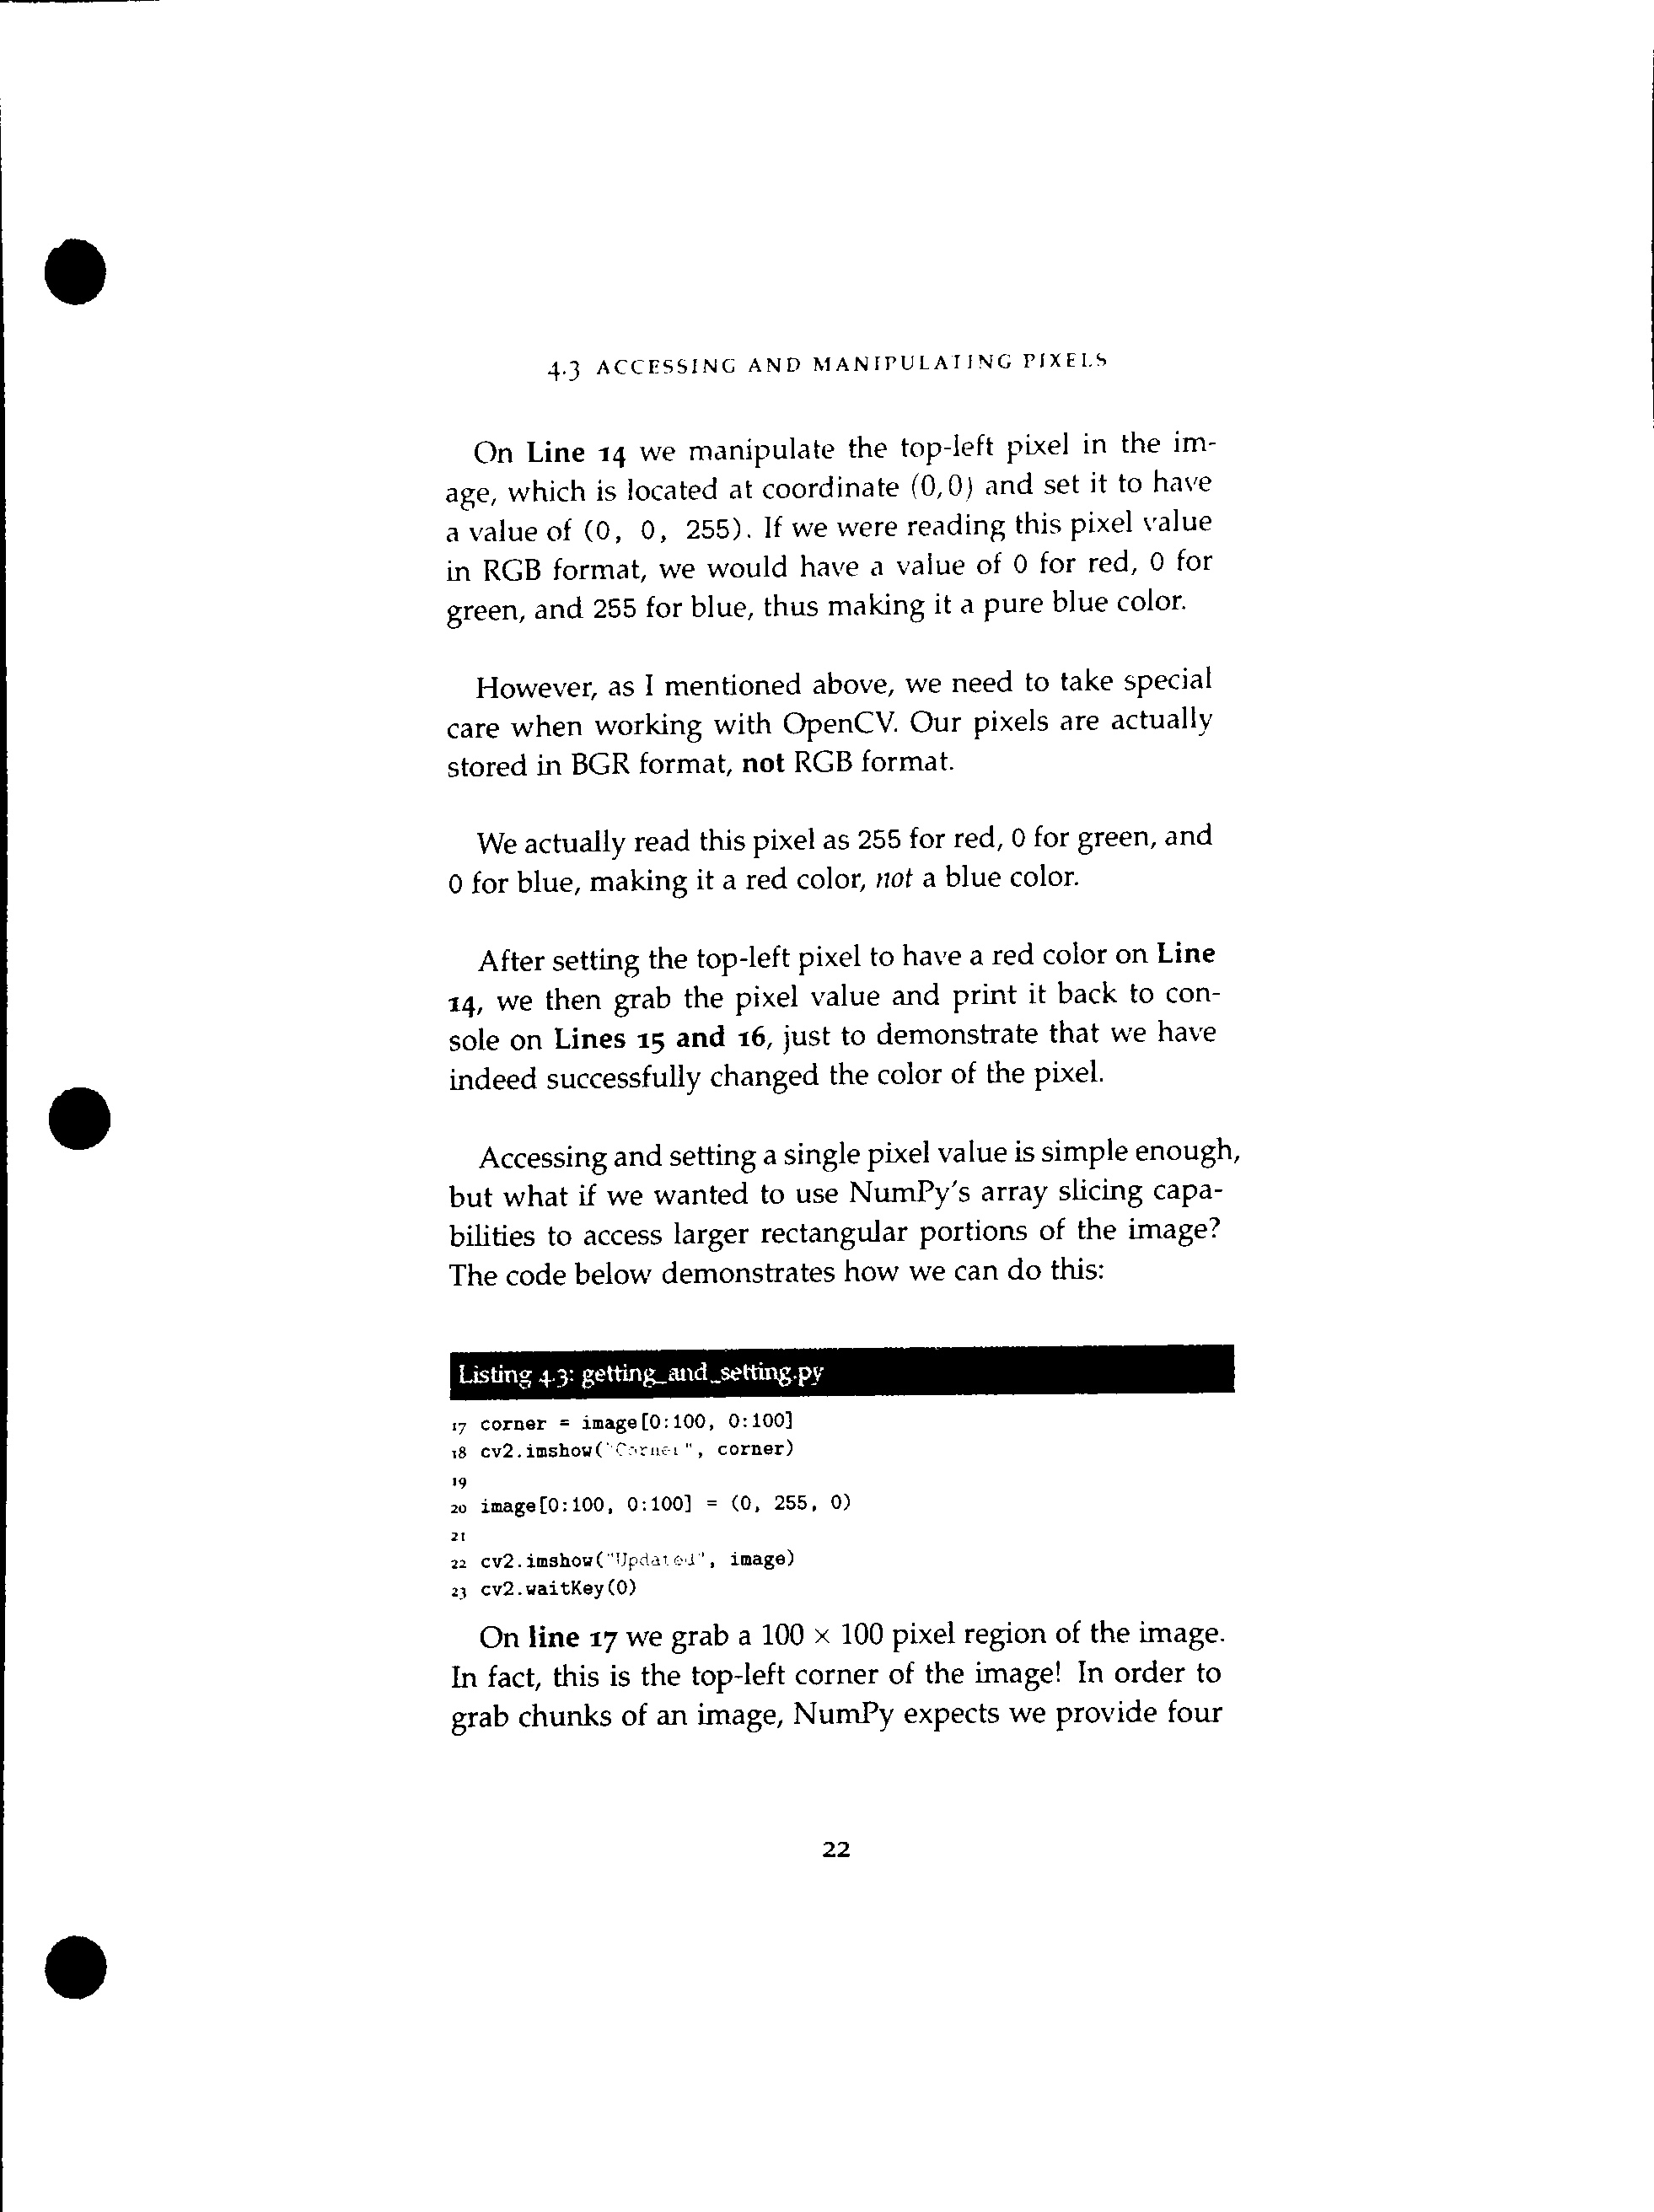 4.3 ACCESSING AND MANIPULATING PIXELS
On Line 14 we manipulate the top-left pixel in the im-
age, which is located at coordinate (0,0) and set it to have
a value of (0, 0, 255). If we were reading this pixel value
in RGB format, we would have a value of 0 for red, 0 for
green, and 255 for blue, thus making it a pure blue color.
However, as I mentioned above, we need to take special
care when working with OpenCV. Our pixels are actually
stored in BGR format, not RGB format.
We actually read this pixel as 255 for red, 0 for green, and
0 for blue, making it a red color, not a blue color.
After setting the top-left pixel to have a red color on Line
14, we then grab the pixel value and print it back to con-
sole on Lines 15 and 16, just to demonstrate that we have
indeed successfully changed the color of the pixel.
Accessing and setting a single pixel value is simple enough,
but what if we wanted to use NumPy's array slicing capa-
bilities to access larger rectangular portions of the image?
The code below demonstrates how we can do this:
Listing 4.3: getting_and_setting.py
17 corner = image[0:100, 0:100]
18 cv2.imshow("Corner", corner)
19
20 image[0:100, 0:100] = (0, 255, 0)
21
22 cv2.imshow("Updated", image)
23 cv2.waitKey(0)
On line 17 we grab a 100 × 100 pixel region of the image.
In fact, this is the top-left corner of the image! In order to
grab chunks of an image, NumPy expects we provide four
22